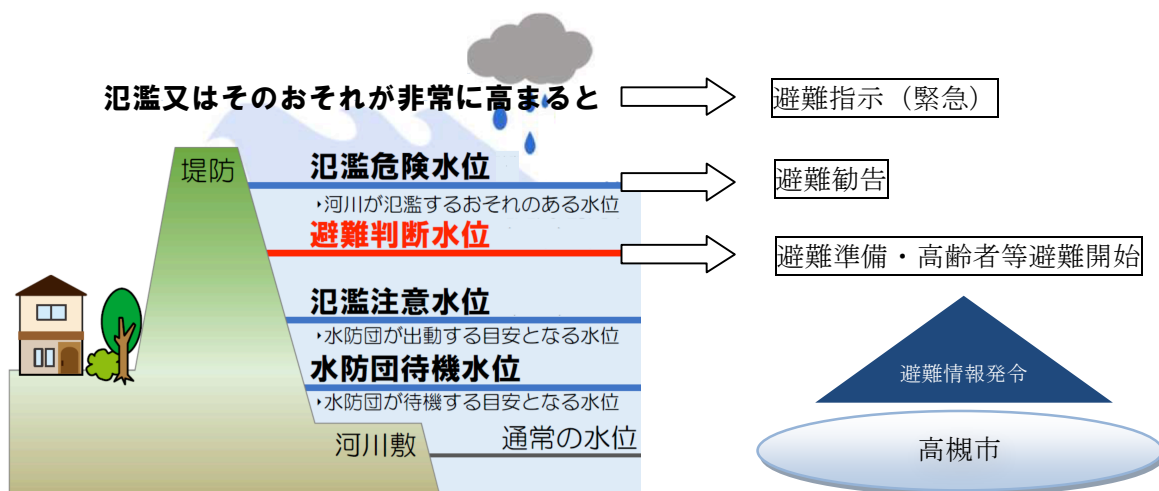 氾濫又はそのおそれが非常に高まると
避難指示（緊急）
堤防
氾濫危険水位
避難勧告
・河川が氾濫するおそれのある水位
避難判断水位
避難準備・高齢者等避難開始
氾濫注意水位
・水防団が出動する目安となる水位
水防団待機水位
避難情報発令
・水防団が待機する目安となる水位
河川敷
通常の水位
高槻市